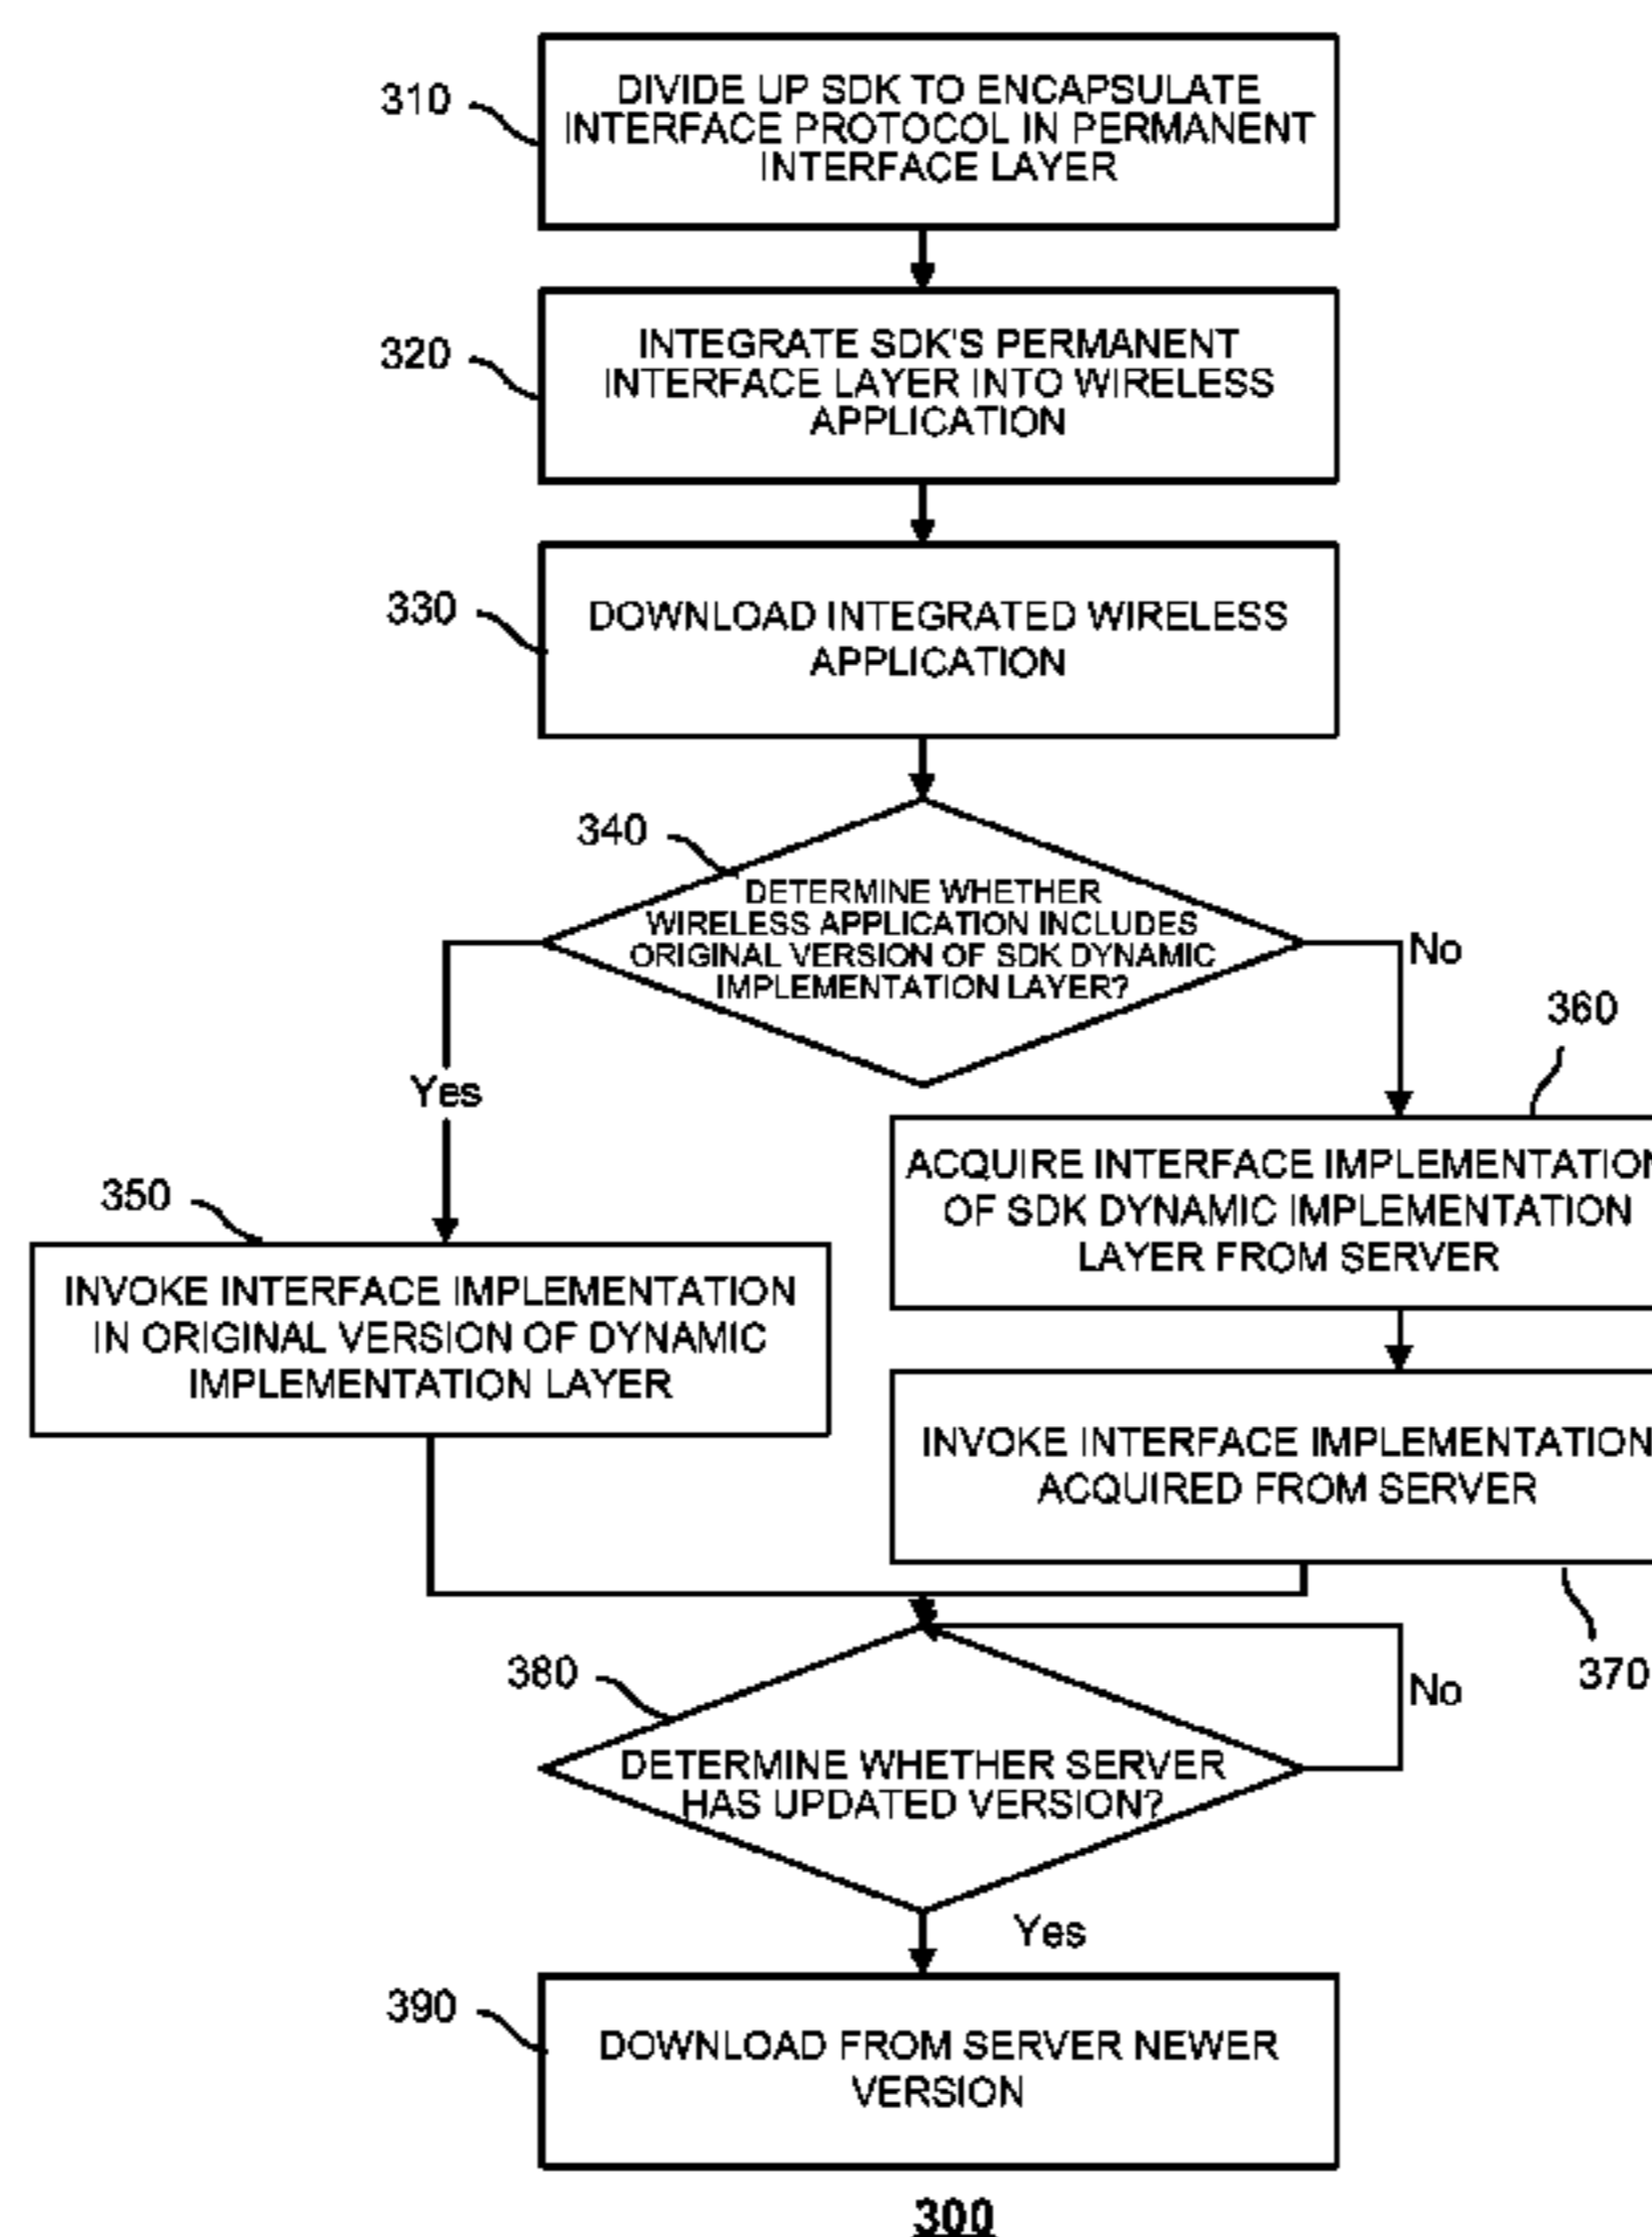 310
DIVIDE UP SDK TO ENCAPSULATE
INTERFACE PROTOCOL IN PERMANENT
INTERFACE LAYER
320
INTEGRATE SDK'S PERMANENT
INTERFACE LAYER INTO WIRELESS
APPLICATION
330
DOWNLOAD INTEGRATED WIRELESS
APPLICATION
340
DETERMINE WHETHER
WIRELESS APPLICATION INCLUDES
ORIGINAL VERSION OF SDK DYNAMIC
IMPLEMENTATION LAYER?
No
Yes
360
ACQUIRE INTERFACE IMPLEMENTATION
OF SDK DYNAMIC IMPLEMENTATION
LAYER FROM SERVER
350
INVOKE INTERFACE IMPLEMENTATION
IN ORIGINAL VERSION OF DYNAMIC
IMPLEMENTATION LAYER
INVOKE INTERFACE IMPLEMENTATION
ACQUIRED FROM SERVER
370
380
No
DETERMINE WHETHER SERVER
HAS UPDATED VERSION?
Yes
390
DOWNLOAD FROM SERVER NEWER
VERSION
300